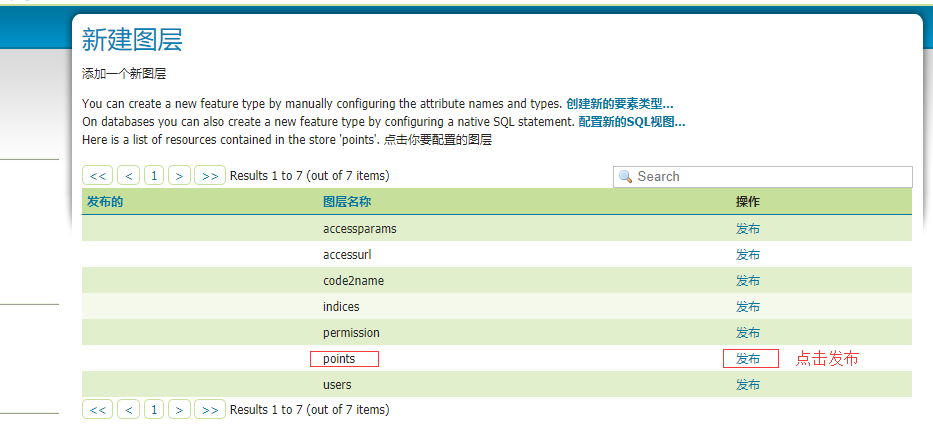 新建图层
添加一个新图层
You can create a new feature type by manually configuring the attribute names and types. 创建新的要素类型...
On databases you can also create a new feature type by configuring a native SQL statement. 配置新的SQL视图...
Here is a list of resources contained in the store 'points'. 点击你要配置的图层
<< < 1 > >> Results 1 to 7 (out of 7 items) Search
发布的 图层名称 操作
accessparams 发布
accessurl 发布
code2name 发布
indices 发布
permission 发布
points 发布 点击发布
users 发布
<< < 1 > >> Results 1 to 7 (out of 7 items)